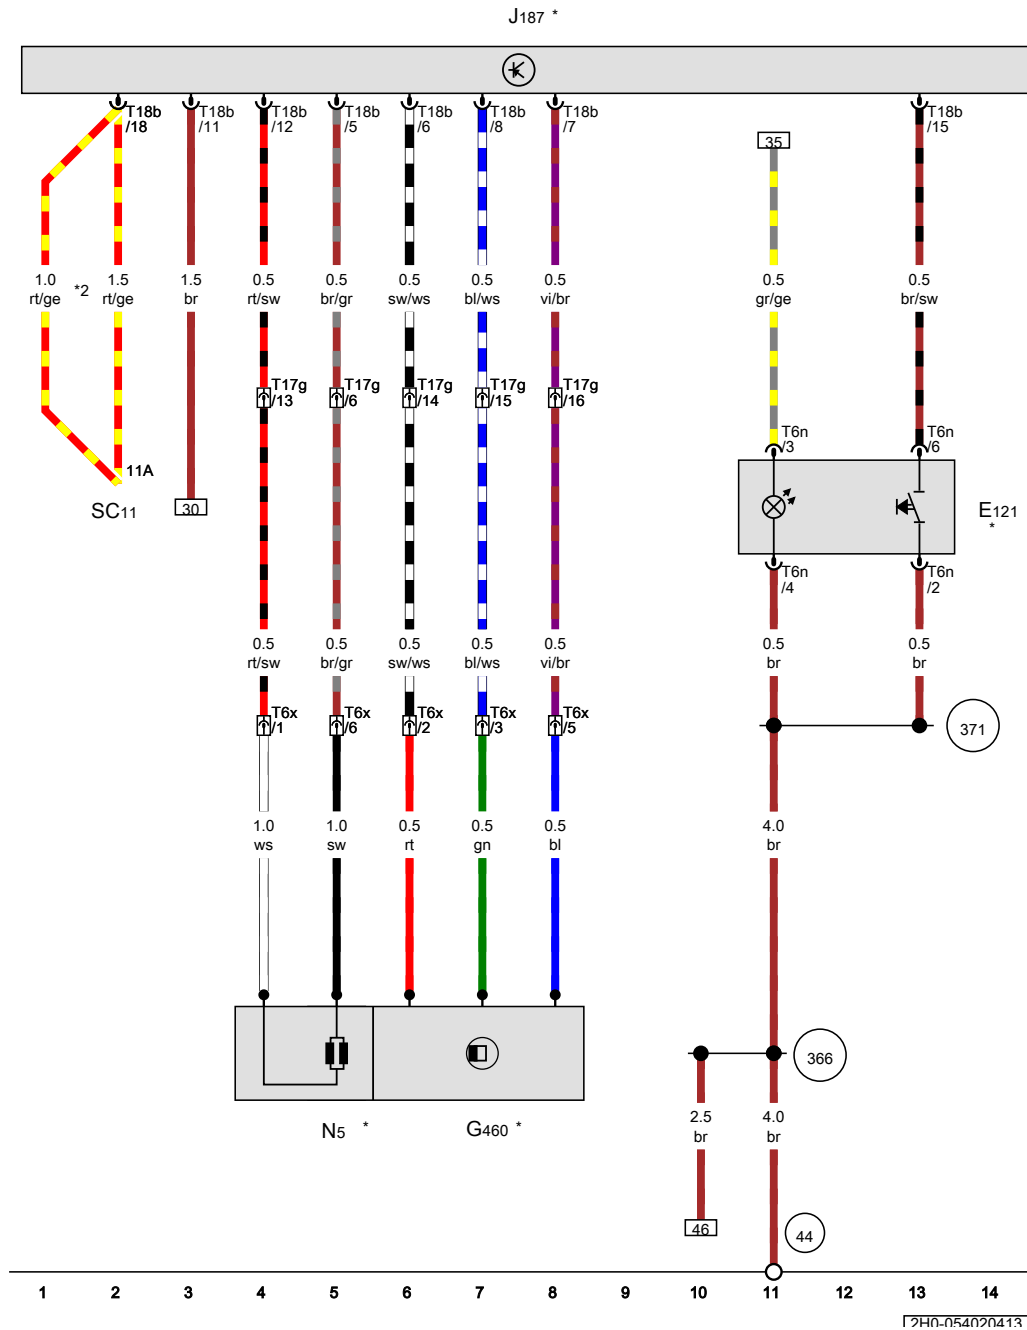 J187 *
T18b T18b T18b T18b T18b T18b T18b T18b
/18 /11 /12 /5 /6 /8 /7 /15
35
1.0 1.5 1.5 0.5 0.5 0.5 0.5 0.5 0.5 0.5
rt/ge *2 rt/ge br rt/sw br/gr sw/ws bl/ws vi/br gr/ge br/sw
T17g T17g T17g T17g T17g
/13 /6 /14 /15 /16
T6n T6n
/3 /6
11A
SC11
30
E121
*
T6n T6n
/4 /2
0.5 0.5 0.5 0.5 0.5 0.5 0.5
rt/sw br/gr sw/ws bl/ws vi/br br br
T6x T6x T6x T6x T6x
/1 /6 /2 /3 /5
371
1.0 1.0 0.5 0.5 0.5 4.0
ws sw rt gn bl br
366
N5 * G460 *
2.5 4.0
br br
46
44
1 2 3 4 5 6 7 8 9 10 11 12 13 14
2H0-054020413